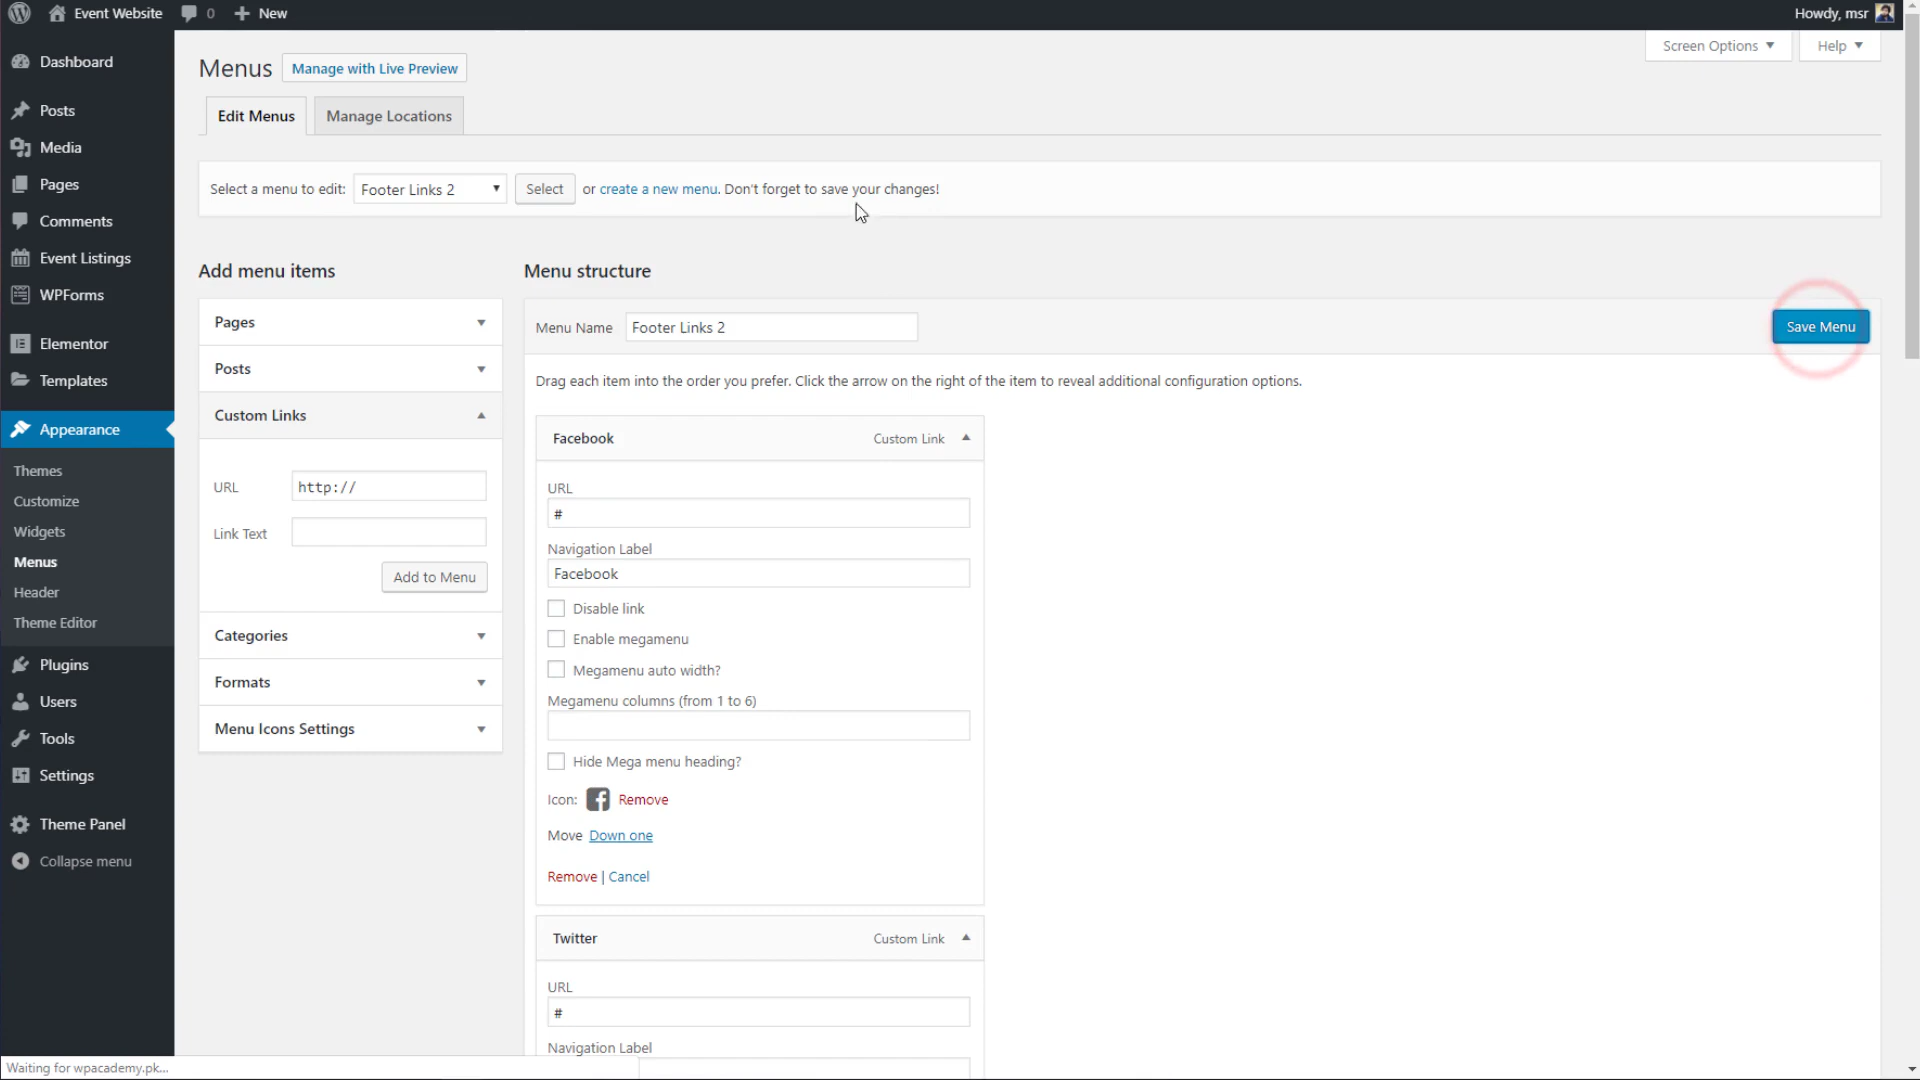 Event Website 0 New Howdy, msr
Screen Options Help
Menus Manage with Live Preview
Edit Menus Manage Locations
Select a menu to edit: Footer Links 2 Select or create a new menu. Don't forget to save your changes!
Dashboard
Posts
Media
Pages
Comments
Event Listings
WPForms
Elementor
Templates
Appearance
Themes
Customize
Widgets
Menus
Header
Theme Editor
Plugins
Users
Tools
Settings
Theme Panel
Collapse menu
Add menu items
Pages
Posts
Custom Links
URL http://
Link Text
Add to Menu
Categories
Formats
Menu Icons Settings
Menu structure
Menu Name Footer Links 2 Save Menu
Drag each item into the order you prefer. Click the arrow on the right of the item to reveal additional configuration options.
Facebook Custom Link
URL
#
Navigation Label
Facebook
Disable link
Enable megamenu
Megamenu auto width?
Megamenu columns (from 1 to 6)
Hide Mega menu heading?
Icon: Remove
Move Down one
Remove | Cancel
Twitter Custom Link
URL
#
Navigation Label
Waiting for wpacademy.pk...